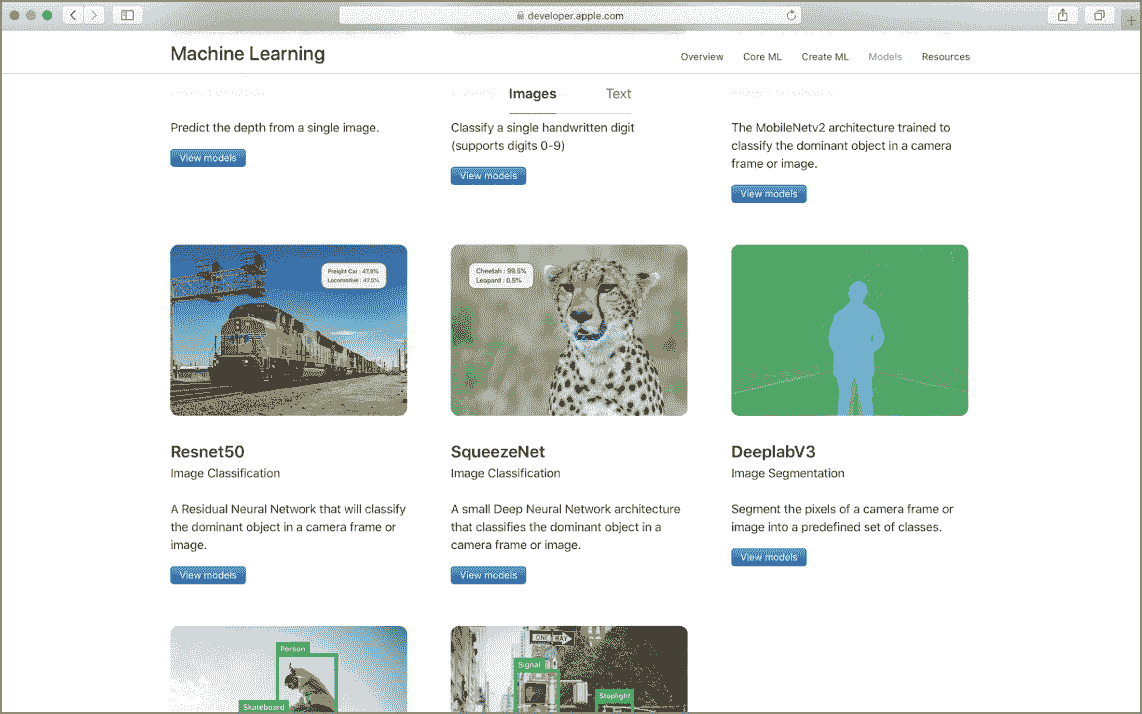 developer.apple.com
Machine Learning
Overview Core ML Create ML Models Resources
Images Text
Predict the depth from a single image.
View models
Classify a single handwritten digit
(supports digits 0-9)
View models
The MobileNetv2 architecture trained to
classify the dominant object in a camera
frame or image.
View models
Freight Car : 47.9%
Locomotive : 47.5%
Cheetah : 99.5%
Leopard : 0.5%
Resnet50
Image Classification
A Residual Neural Network that will classify
the dominant object in a camera frame or
image.
View models
SqueezeNet
Image Classification
A small Deep Neural Network architecture
that classifies the dominant object in a
camera frame or image.
View models
DeeplabV3
Image Segmentation
Segment the pixels of a camera frame or
image into a predefined set of classes.
View models
Person
Skateboard
ONE WAY
Signal
Stoplight